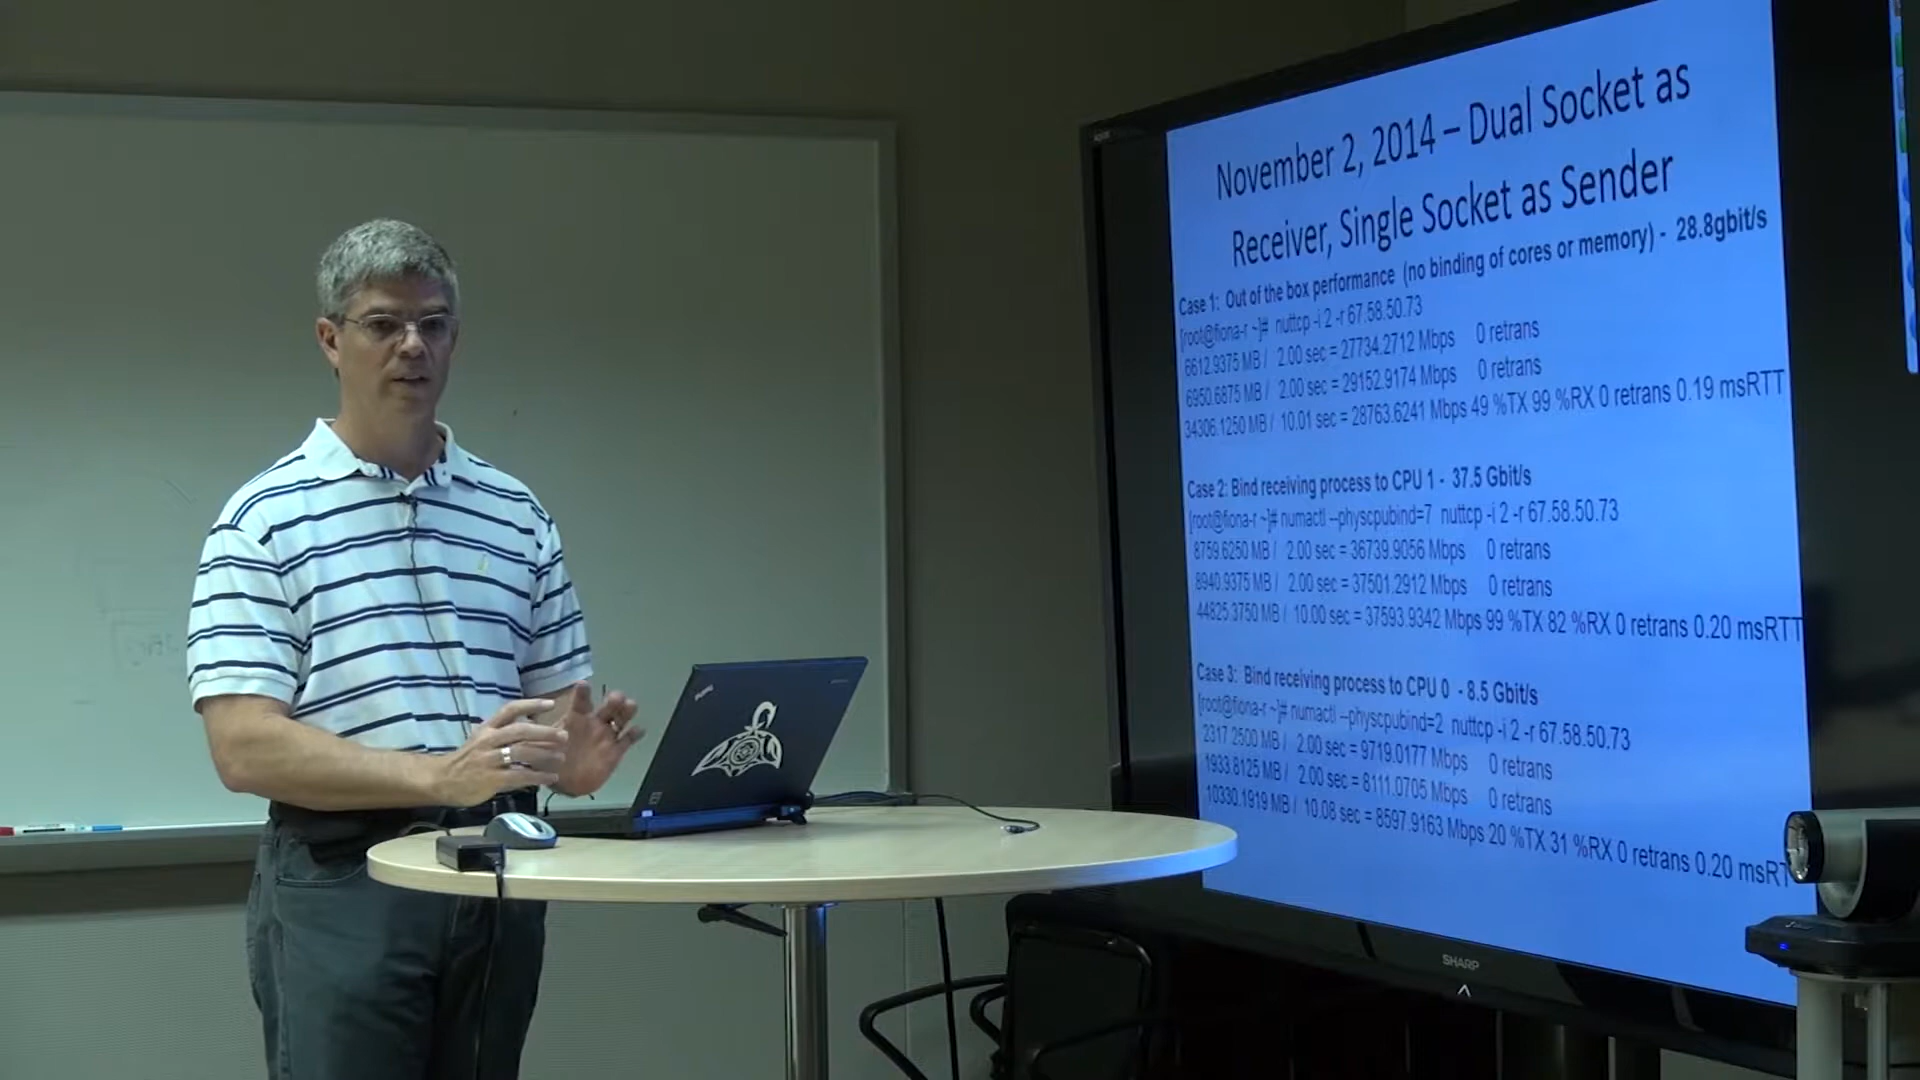 November 2, 2014 – Dual Socket as
Receiver, Single Socket as Sender
Case 1: Out of the box performance (no binding of cores or memory) - 28.8gbit/s
[root@fiona-r ~]# nuttcp -i 2 -r 67.58.50.73
6612.9375 MB / 2.00 sec = 27734.2712 Mbps 0 retrans
6950.6875 MB / 2.00 sec = 29152.9174 Mbps 0 retrans
34306.1250 MB / 10.01 sec = 28763.6241 Mbps 49 %TX 99 %RX 0 retrans 0.19 msRTT
Case 2: Bind receiving process to CPU 1 - 37.5 Gbit/s
[root@fiona-r ~]# numactl --physcpubind=7 nuttcp -i 2 -r 67.58.50.73
8759.6250 MB / 2.00 sec = 36739.9056 Mbps 0 retrans
8940.9375 MB / 2.00 sec = 37501.2912 Mbps 0 retrans
44825.3750 MB / 10.00 sec = 37593.9342 Mbps 99 %TX 82 %RX 0 retrans 0.20 msRTT
Case 3: Bind receiving process to CPU 0 - 8.5 Gbit/s
[root@fiona-r ~]# numactl --physcpubind=2 nuttcp -i 2 -r 67.58.50.73
2317.2500 MB / 2.00 sec = 9719.0177 Mbps 0 retrans
1933.8125 MB / 2.00 sec = 8111.0705 Mbps 0 retrans
10330.1919 MB / 10.08 sec = 8597.9163 Mbps 20 %TX 31 %RX 0 retrans 0.20 msRT
SHARP